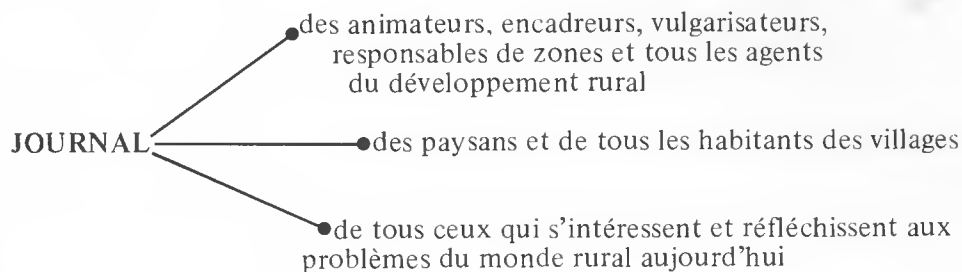 des animateurs, encadreurs, vulgarisateurs,
responsables de zones et tous les agents
du développement rural
JOURNAL
des paysans et de tous les habitants des villages
de tous ceux qui s'intéressent et réfléchissent aux
problèmes du monde rural aujourd'hui